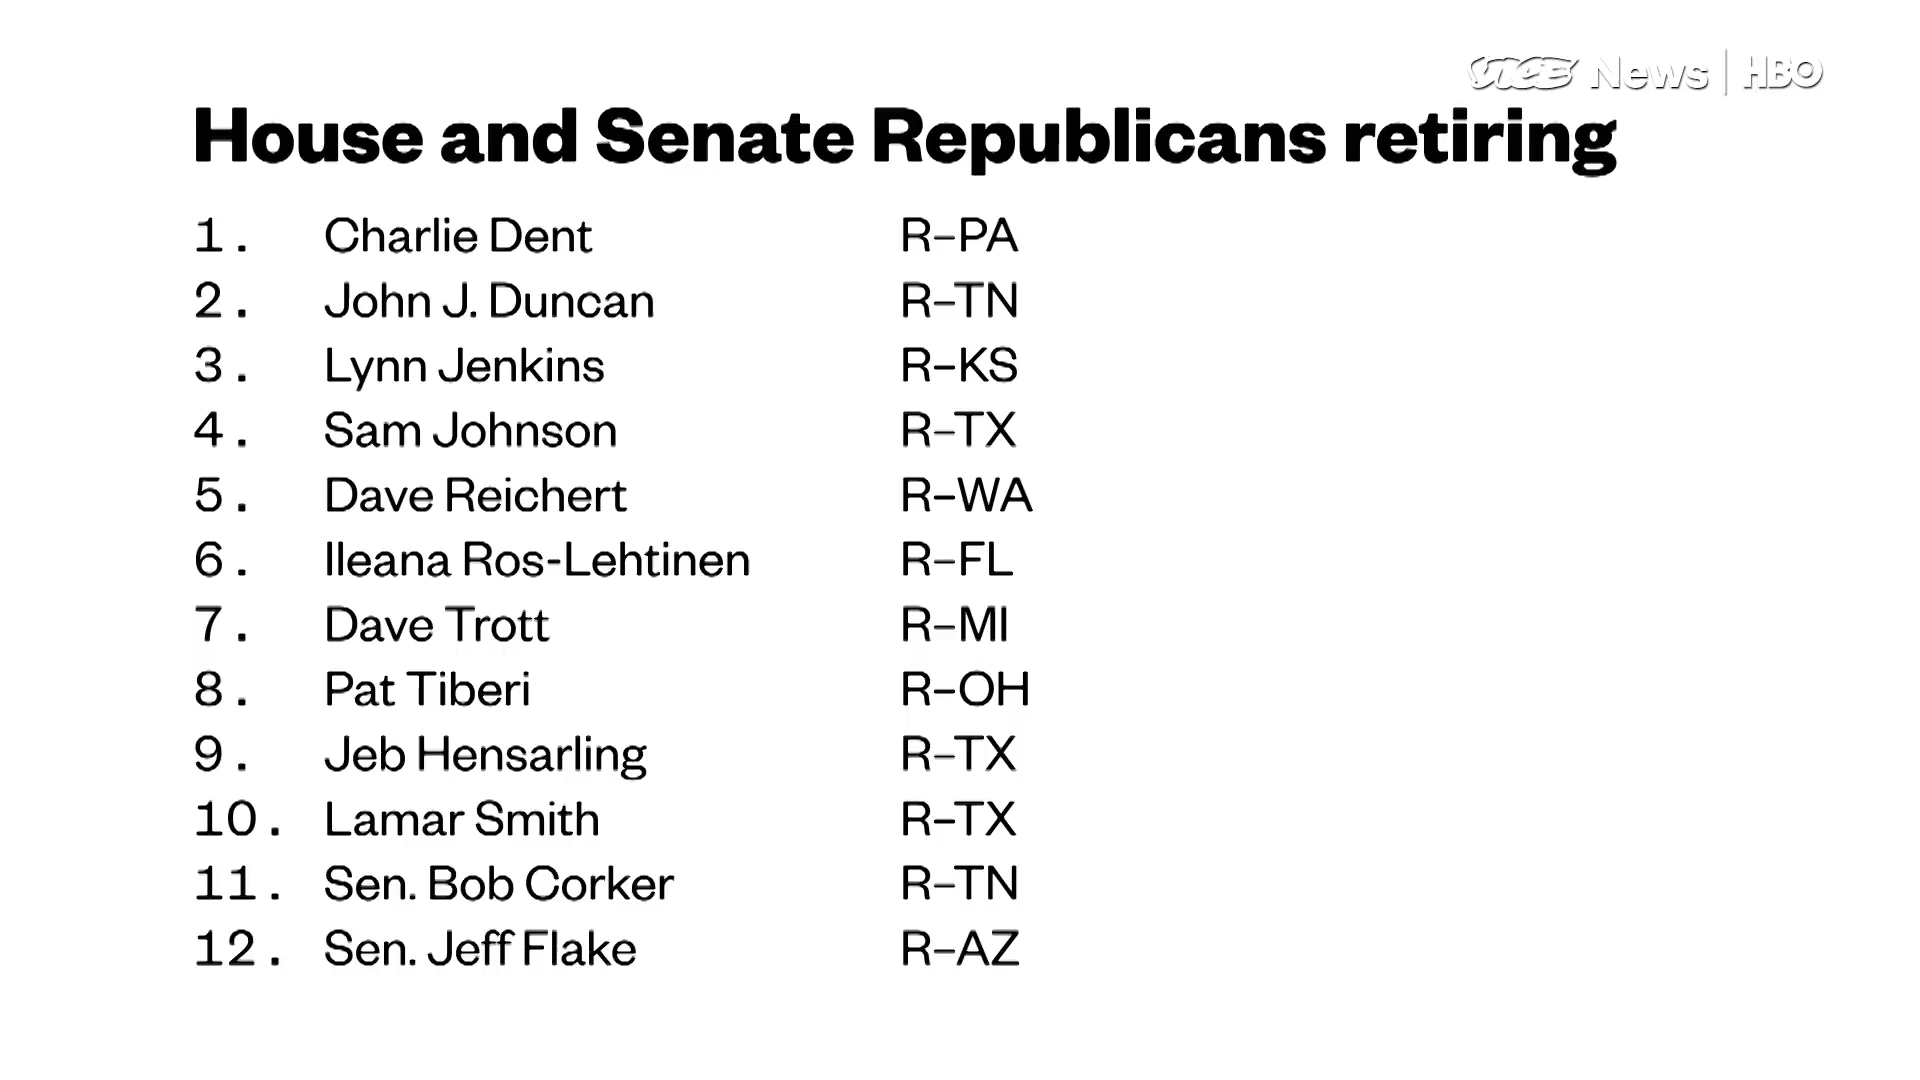 VICE News | HBO
House and Senate Republicans retiring
1. Charlie Dent R–PA
2. John J. Duncan R–TN
3. Lynn Jenkins R–KS
4. Sam Johnson R–TX
5. Dave Reichert R–WA
6. Ileana Ros-Lehtinen R–FL
7. Dave Trott R–MI
8. Pat Tiberi R–OH
9. Jeb Hensarling R–TX
10. Lamar Smith R–TX
11. Sen. Bob Corker R–TN
12. Sen. Jeff Flake R–AZ